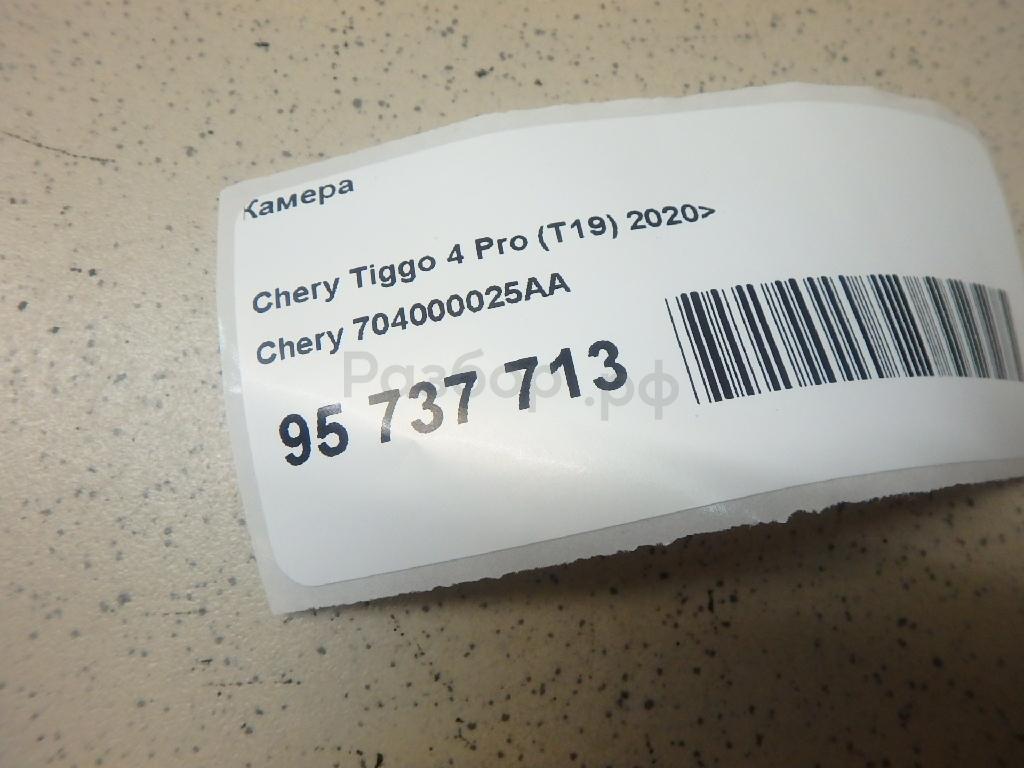 Камера
Chery Tiggo 4 Pro (T19) 2020>
Chery 704000025AA
95 737 713
Разбор.рф